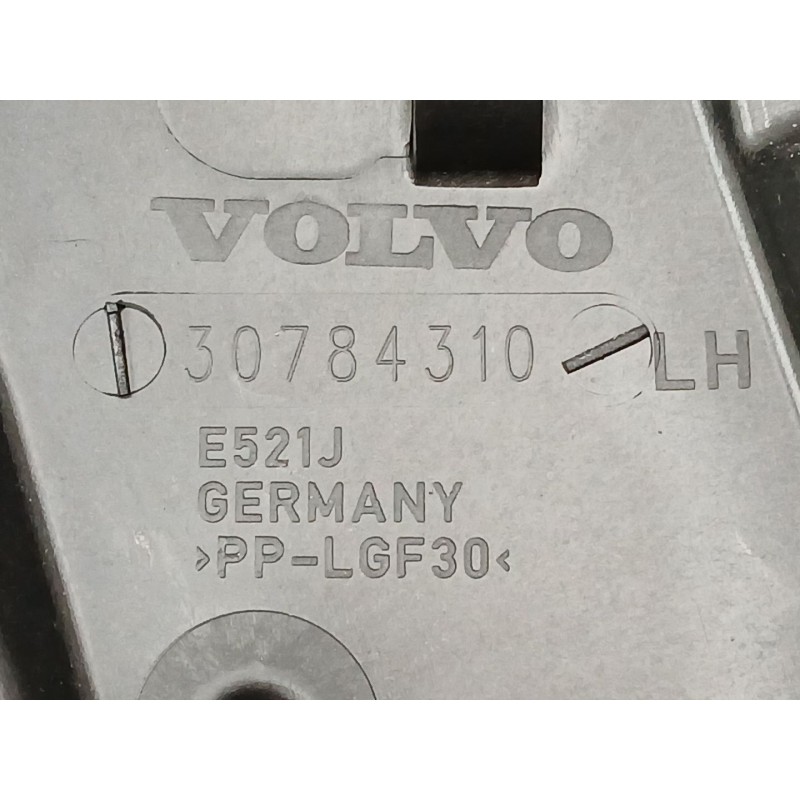 VOLVO
30784310 LH
E521J
GERMANY
>PP-LGF30<